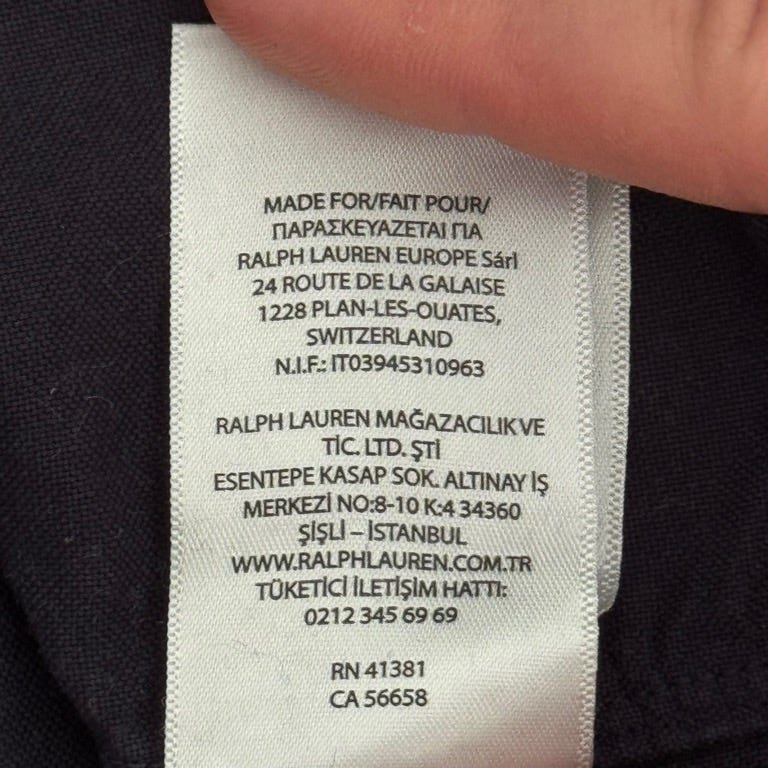 MADE FOR/FAIT POUR/
ΠΑΡΑΣΚΕΥΑΖΕΤΑΙ ΓΙΑ
RALPH LAUREN EUROPE Sárl
24 ROUTE DE LA GALAISE
1228 PLAN-LES-OUATES,
SWITZERLAND
N.I.F.: IT03945310963
RALPH LAUREN MAĞAZACILIK VE
TİC. LTD. ŞTİ
ESENTEPE KASAP SOK. ALTINAY İŞ
MERKEZİ NO:8-10 K:4 34360
ŞİŞLİ – İSTANBUL
WWW.RALPHLAUREN.COM.TR
TÜKETİCİ İLETİŞİM HATTI:
0212 345 69 69
RN 41381
CA 56658